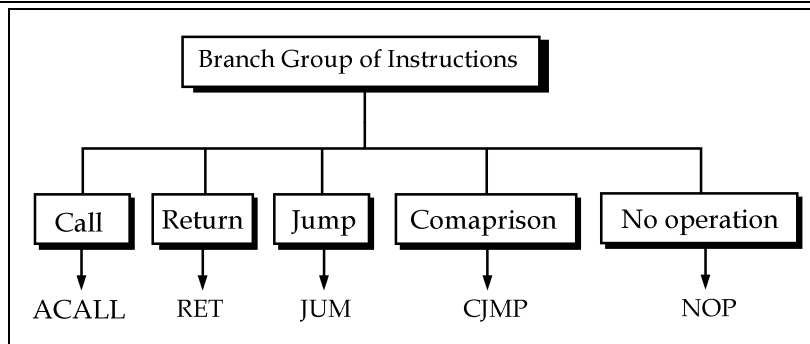 Branch Group of Instructions
Call Return Jump Comaprison No operation
ACALL RET JUM CJMP NOP